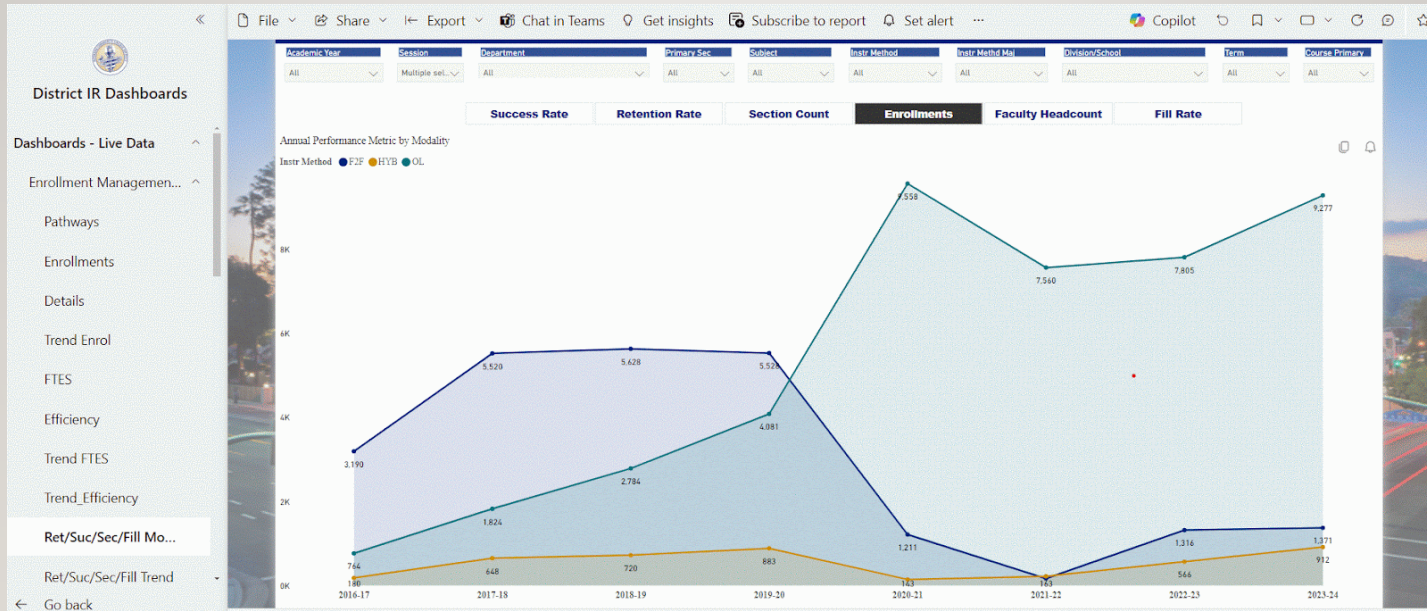 «
File Share Export Chat in Teams Get insights Subscribe to report Set alert ... Copilot
District IR Dashboards
Dashboards - Live Data
Enrollment Managemen...
Pathways
Enrollments
Details
Trend Enrol
FTES
Efficiency
Trend FTES
Trend_Efficiency
Ret/Suc/Sec/Fill Mo...
Ret/Suc/Sec/Fill Trend
← Go back
Academic Year Session Department Primary Sec Subject Instr Method Instr Methd Maj Division/School Term Course Primary
All Multiple sel... All All All All All All All All
Success Rate Retention Rate Section Count Enrollments Faculty Headcount Fill Rate
Annual Performance Metric by Modality
Instr Method F2F HYB OL
9,558
9,277
8K
7,560
7,805
6K
5,520
5,628
5,528
4K
4,081
3,190
2,784
2K
1,824
1,211
1,316
1,371
764
180
648
720
883
143
163
566
912
0K
2016-17 2017-18 2018-19 2019-20 2020-21 2021-22 2022-23 2023-24